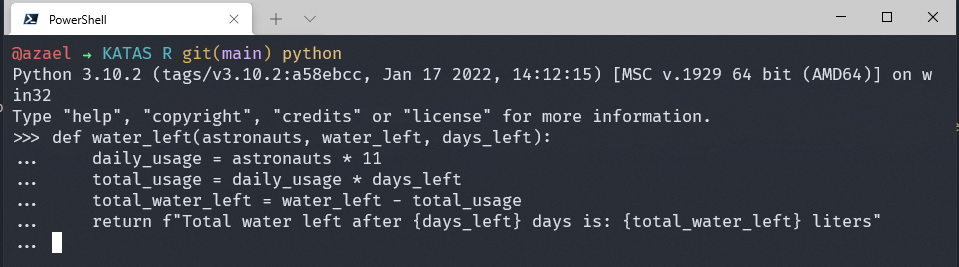 PowerShell
@azael → KATAS R git(main) python
Python 3.10.2 (tags/v3.10.2:a58ebcc, Jan 17 2022, 14:12:15) [MSC v.1929 64 bit (AMD64)] on w
in32
Type "help", "copyright", "credits" or "license" for more information.
>>> def water_left(astronauts, water_left, days_left):
...     daily_usage = astronauts * 11
...     total_usage = daily_usage * days_left
...     total_water_left = water_left - total_usage
...     return f"Total water left after {days_left} days is: {total_water_left} liters"
...